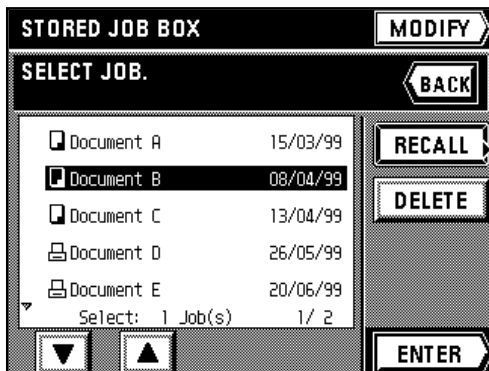 STORED JOB BOX
MODIFY
SELECT JOB.
BACK
Document A 15/03/99
Document B 08/04/99
Document C 13/04/99
Document D 26/05/99
Document E 20/06/99
Select: 1 Job(s) 1/ 2
RECALL
DELETE
ENTER